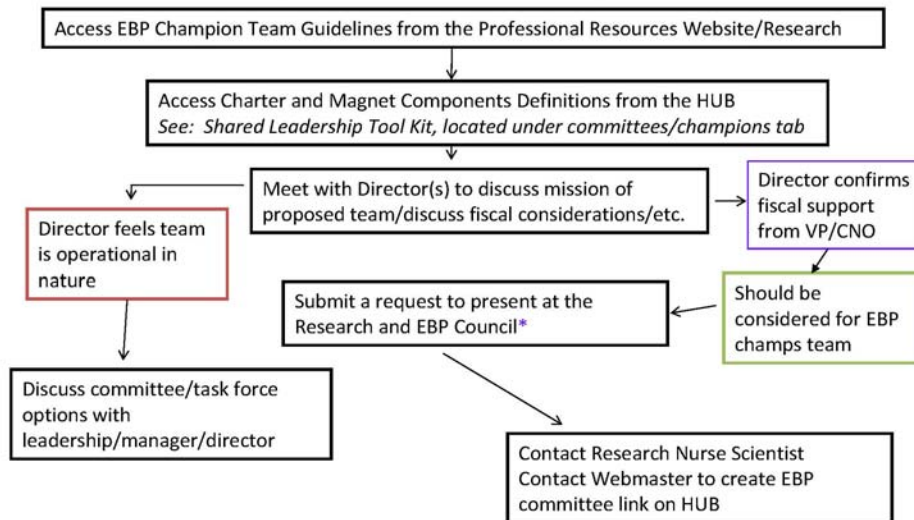 Access EBP Champion Team Guidelines from the Professional Resources Website/Research
Access Charter and Magnet Components Definitions from the HUB
See:  Shared Leadership Tool Kit, located under committees/champions tab
Meet with Director(s) to discuss mission of
proposed team/discuss fiscal considerations/etc.
Director confirms
fiscal support
from VP/CNO
Director feels team
is operational in
nature
Should be
considered for EBP
champs team
Submit a request to present at the
Research and EBP Council*
Discuss committee/task force
options with
leadership/manager/director
Contact Research Nurse Scientist
Contact Webmaster to create EBP
committee link on HUB